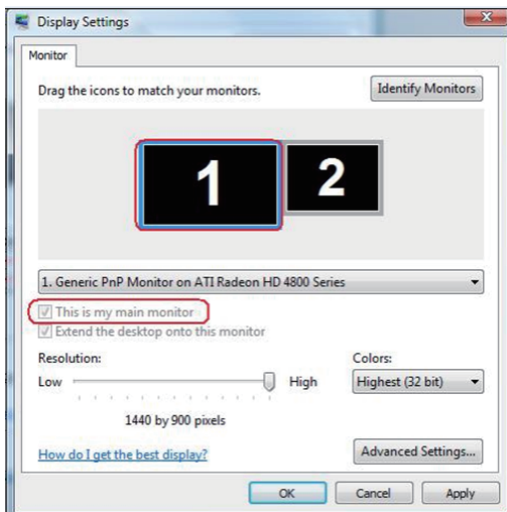 Display Settings
Monitor
Drag the icons to match your monitors.
Identify Monitors
1 2
1. Generic PnP Monitor on ATI Radeon HD 4800 Series
This is my main monitor
Extend the desktop onto this monitor
Resolution: Colors:
Low High Highest (32 bit)
1440 by 900 pixels
How do I get the best display? Advanced Settings...
OK Cancel Apply